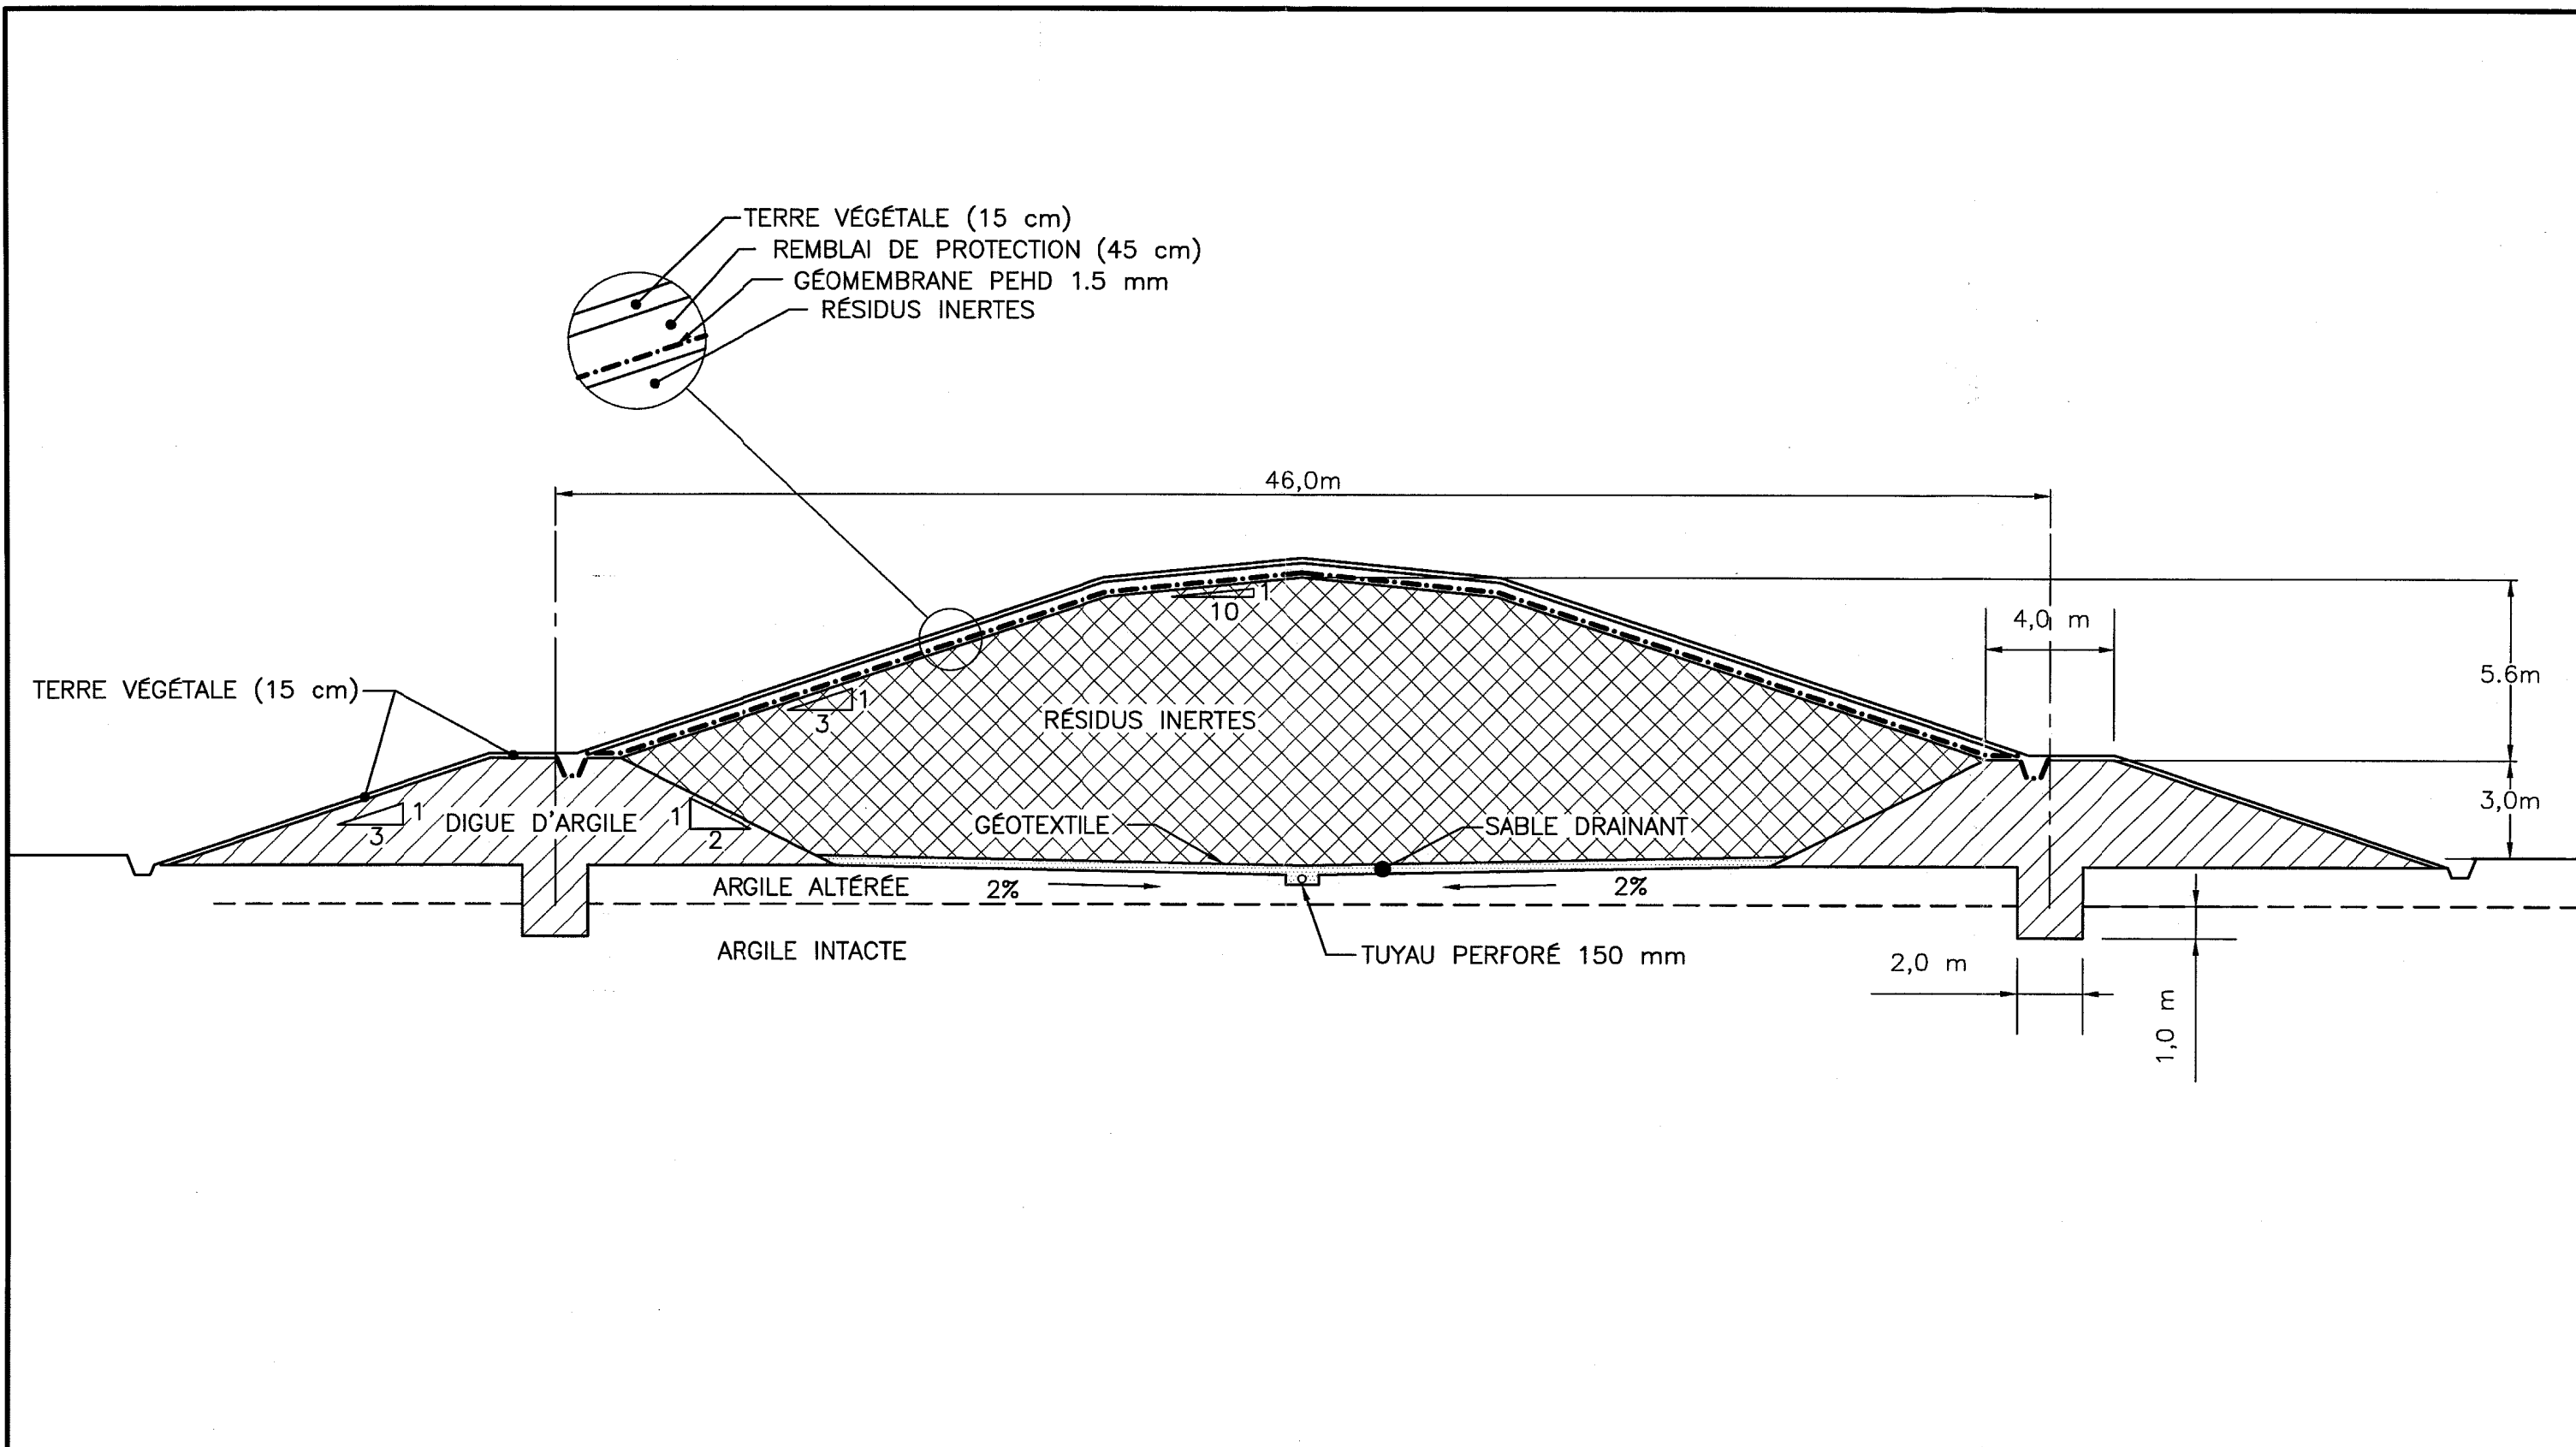 TERRE VÉGÉTALE (15 cm)
REMBLAI DE PROTECTION (45 cm)
GÉOMEMBRANE PEHD 1.5 mm
RÉSIDUS INERTES
46,0m
1
10
4,0 m
5.6m
TERRE VÉGÉTALE (15 cm)
1
3
RÉSIDUS INERTES
3,0m
1
3
DIGUE D'ARGILE
1
2
GÉOTEXTILE
SABLE DRAINANT
ARGILE ALTÉRÉE
2%
2%
ARGILE INTACTE
TUYAU PERFORÉ 150 mm
2,0 m
1,0 m